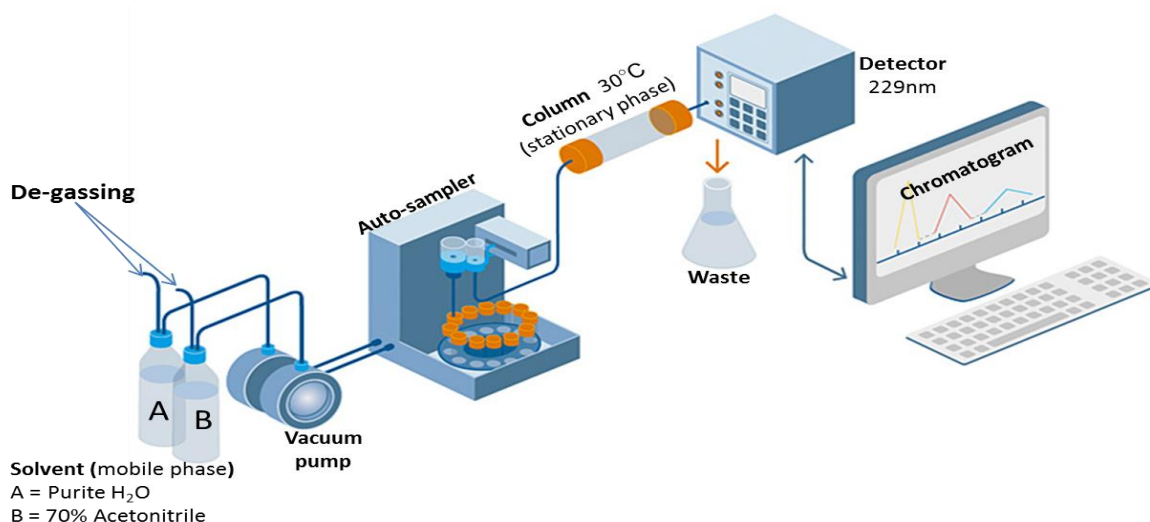 De-gassing
A
B
Solvent (mobile phase)
A = Purite H₂O
B = 70% Acetonitrile
Vacuum
pump
Auto-sampler
Column 30°C
(stationary phase)
Detector
229nm
Waste
Chromatogram